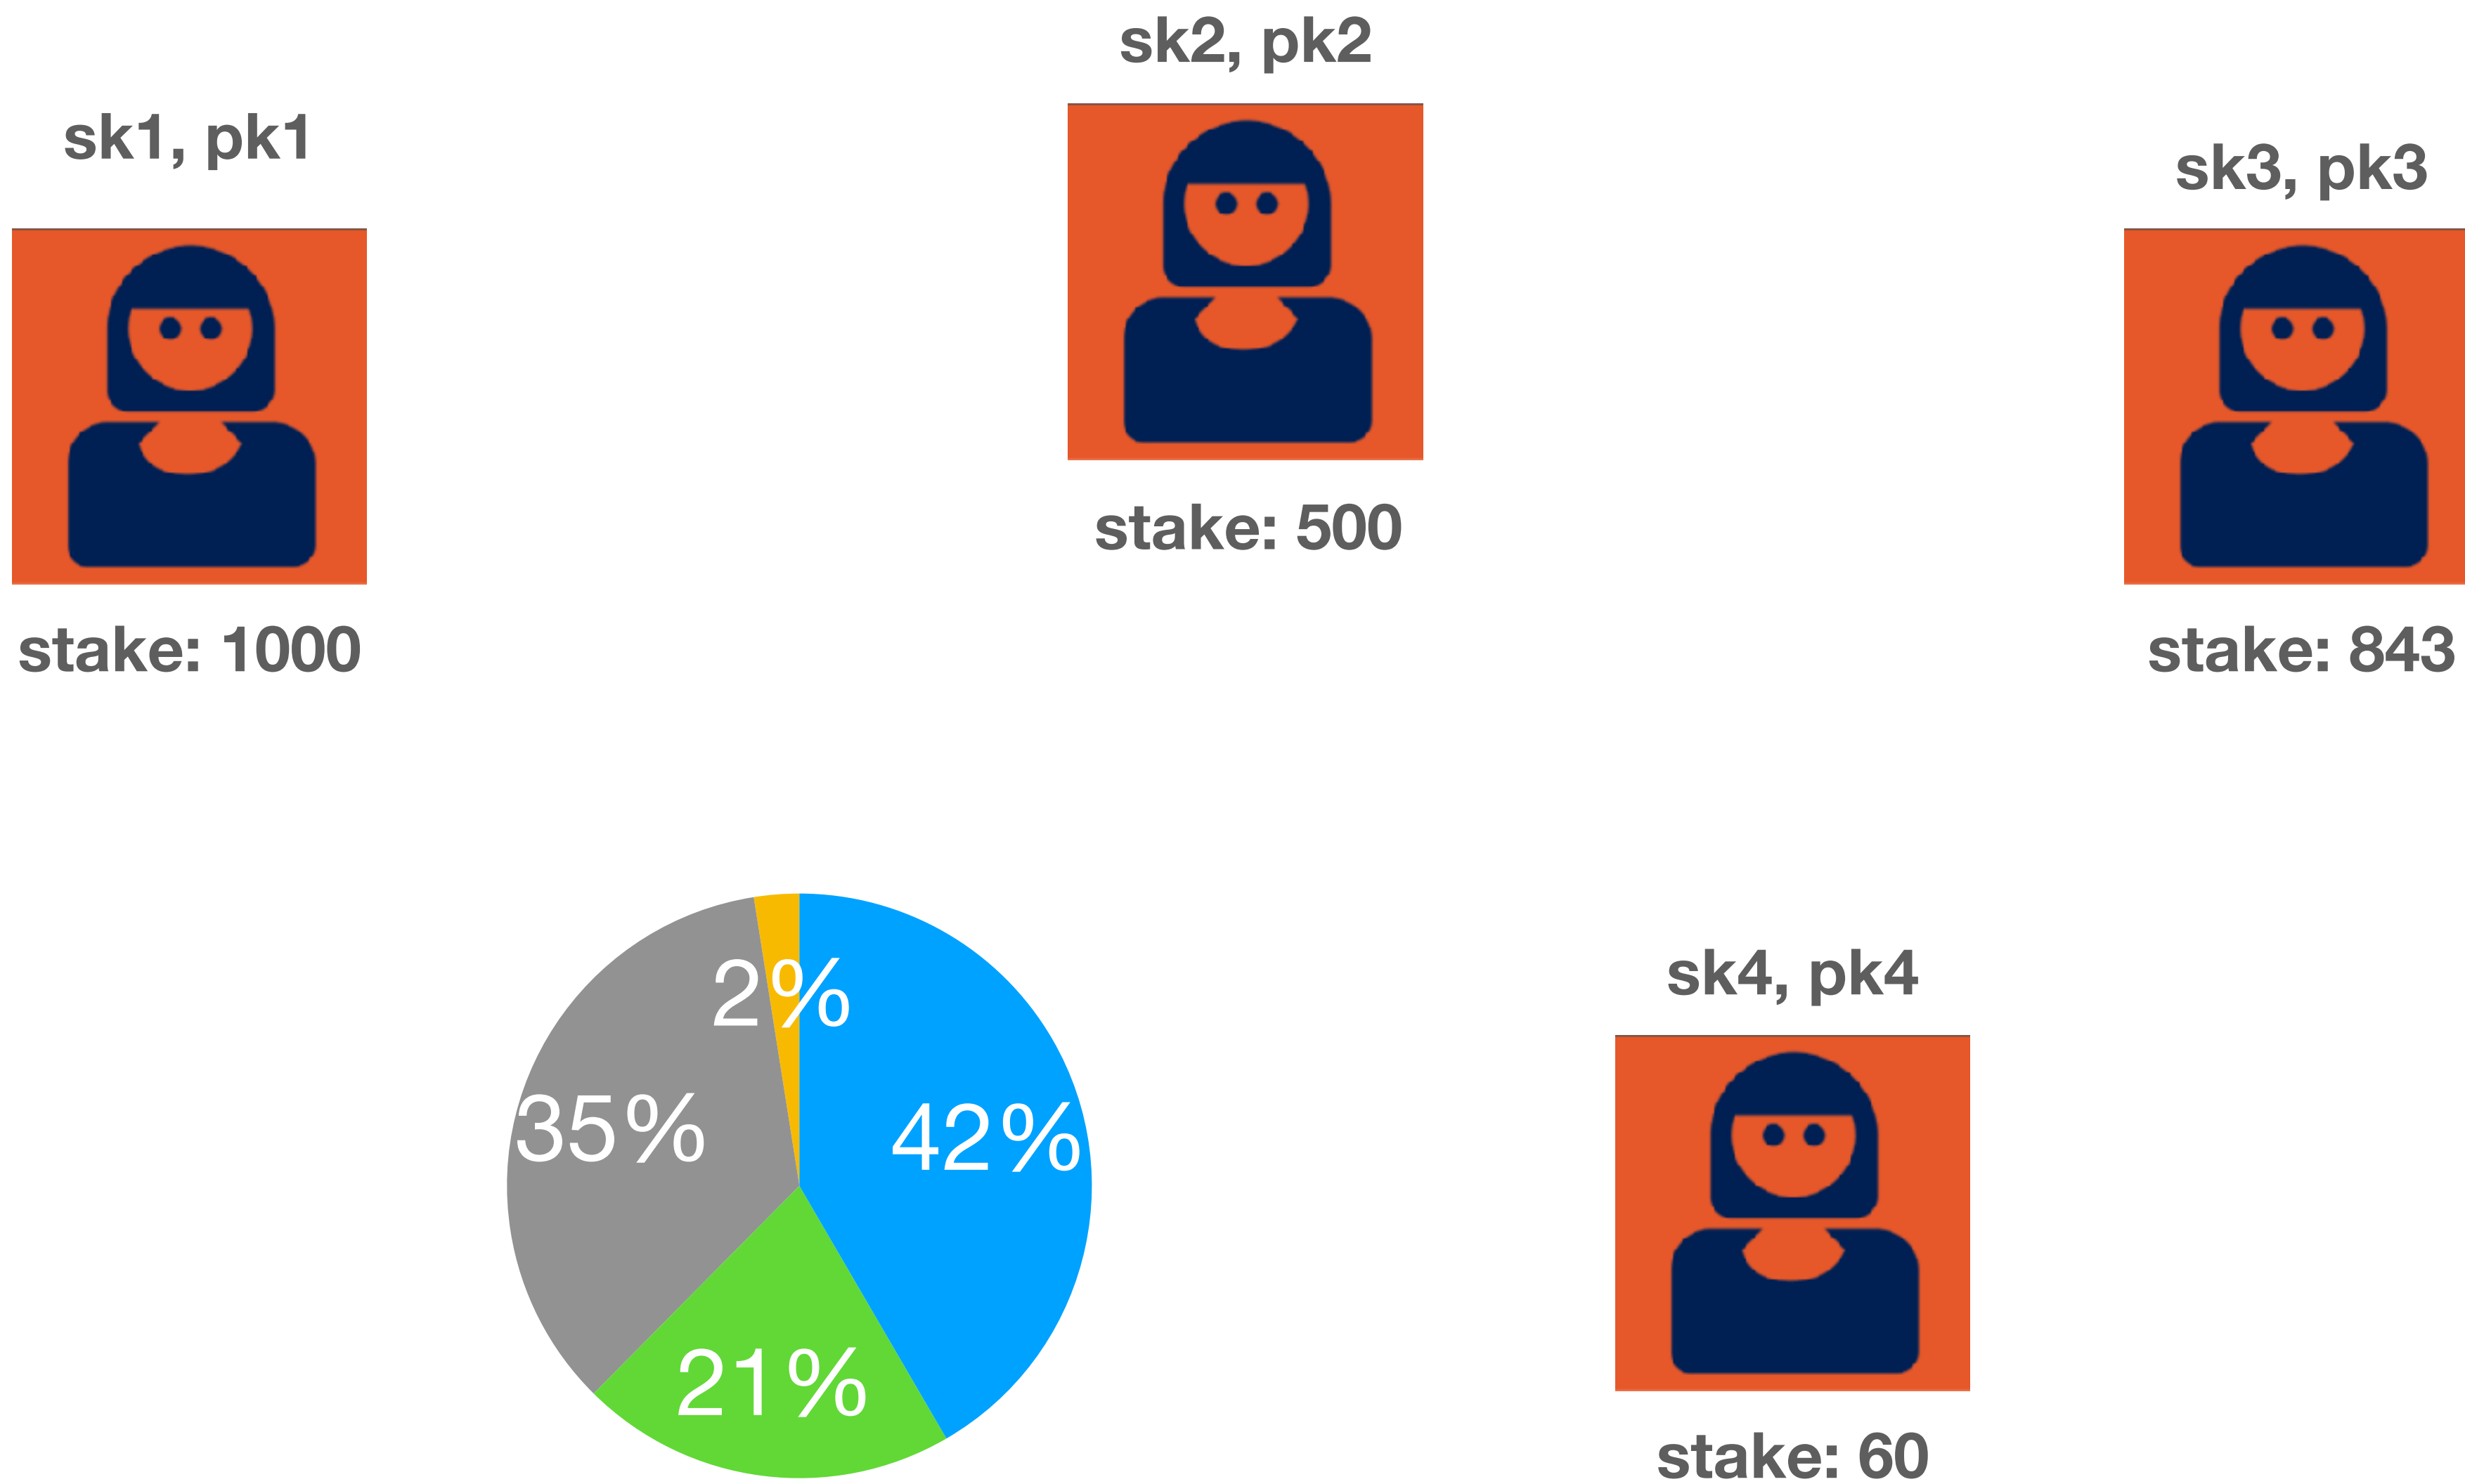 sk1, pk1
stake: 1000
sk2, pk2
stake: 500
sk3, pk3
stake: 843
2%
35%
42%
21%
sk4, pk4
stake: 60